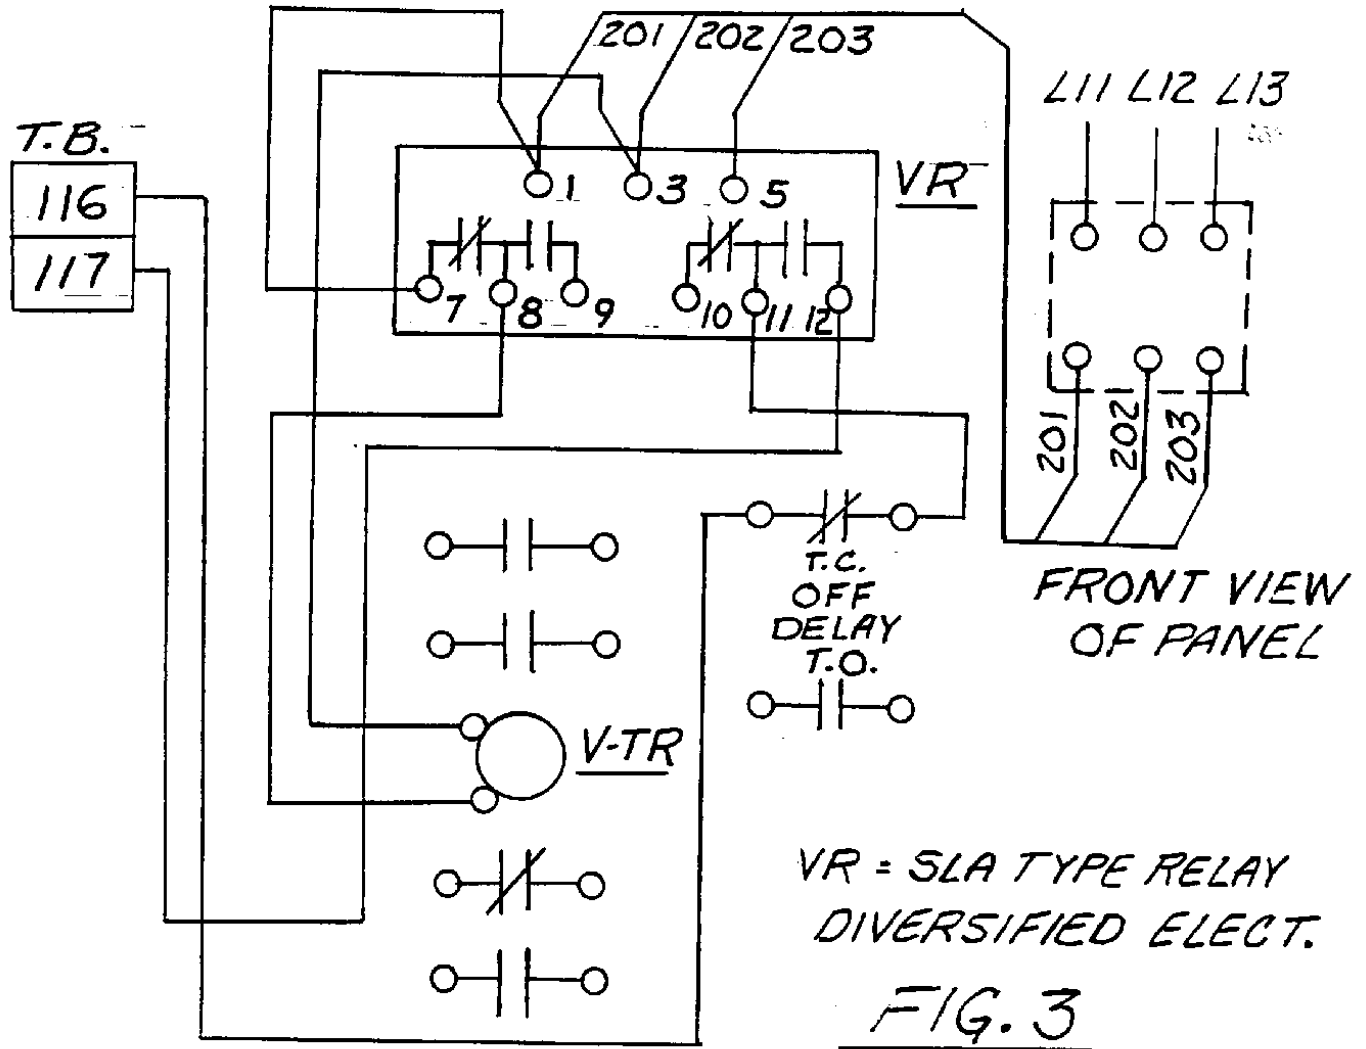 201 202 203
L11 L12 L13
T.B.
116
117
VR
1 3 5
7 8 9 10 11 12
201 202 203
T.C.
OFF
DELAY
T.O.
FRONT VIEW
OF PANEL
V-TR
VR = SLA TYPE RELAY
DIVERSIFIED ELECT.
FIG. 3